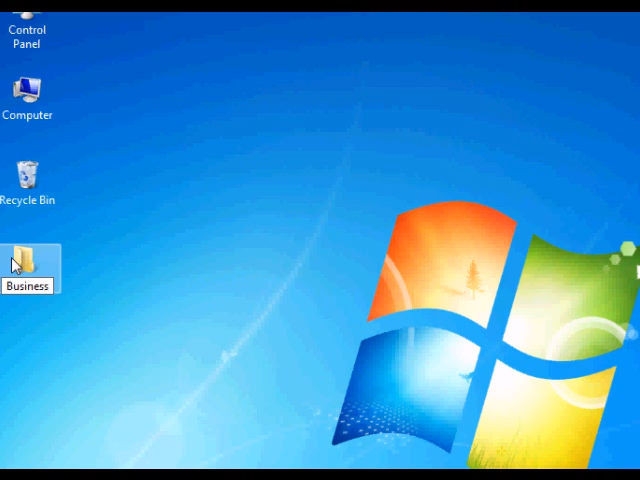 Control
Panel
Computer
Recycle Bin
Business